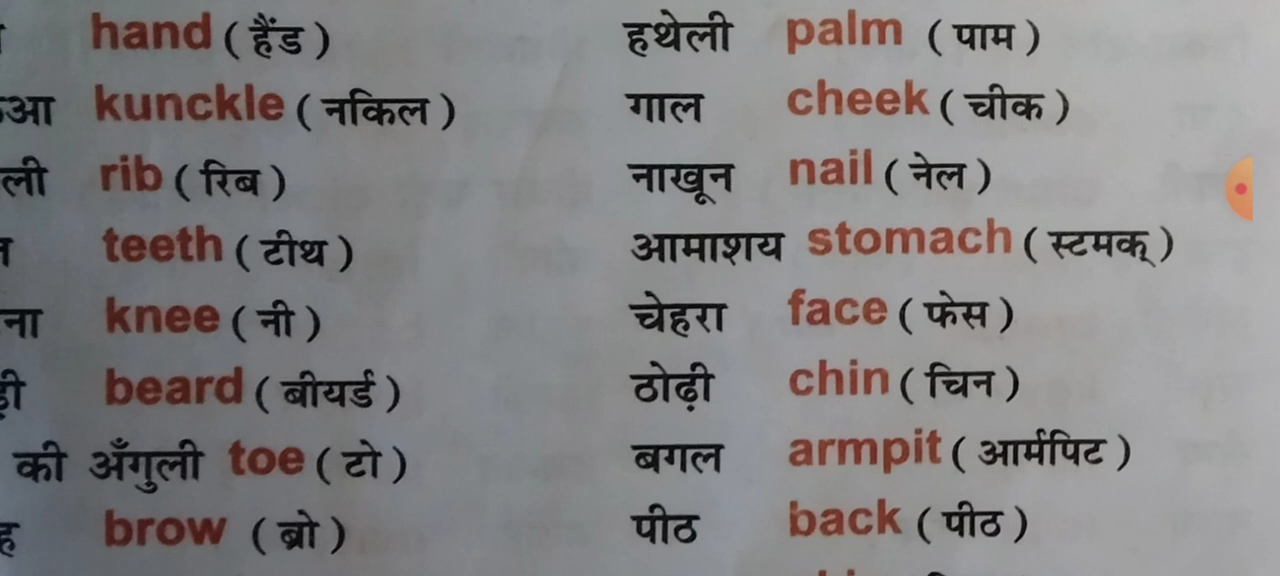 hand ( हैंड ) हथेली palm ( पाम )
kunckle ( नकिल ) गाल cheek ( चीक )
rib ( रिब ) नाखून nail ( नेल )
teeth ( टीथ ) आमाशय stomach ( स्टमक् )
knee ( नी ) चेहरा face ( फेस )
beard ( बीयर्ड ) ठोढ़ी chin ( चिन )
की अँगुली toe ( टो ) बगल armpit ( आर्मपिट )
brow ( ब्रो ) पीठ back ( पीठ )